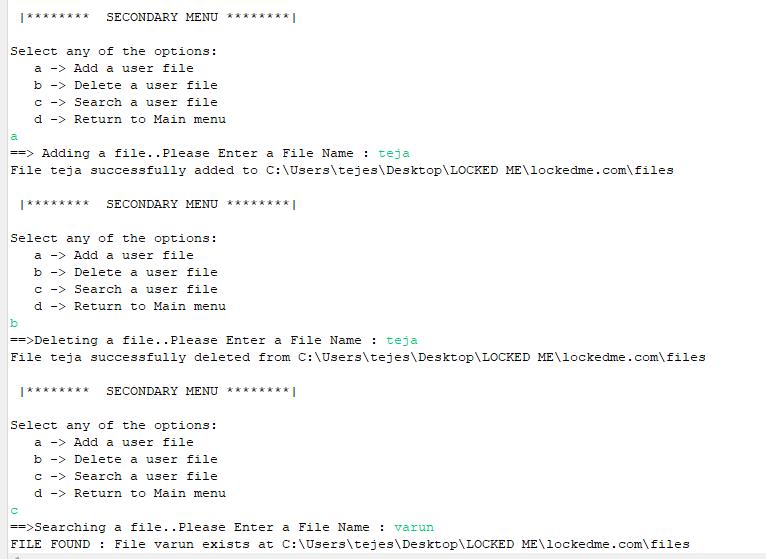 |******** SECONDARY MENU ********|
Select any of the options:
a -> Add a user file
b -> Delete a user file
c -> Search a user file
d -> Return to Main menu
a
==> Adding a file..Please Enter a File Name : teja
File teja successfully added to C:\Users\tejes\Desktop\LOCKED ME\lockedme.com\files
|******** SECONDARY MENU ********|
Select any of the options:
a -> Add a user file
b -> Delete a user file
c -> Search a user file
d -> Return to Main menu
b
==>Deleting a file..Please Enter a File Name : teja
File teja successfully deleted from C:\Users\tejes\Desktop\LOCKED ME\lockedme.com\files
|******** SECONDARY MENU ********|
Select any of the options:
a -> Add a user file
b -> Delete a user file
c -> Search a user file
d -> Return to Main menu
c
==>Searching a file..Please Enter a File Name : varun
FILE FOUND : File varun exists at C:\Users\tejes\Desktop\LOCKED ME\lockedme.com\files